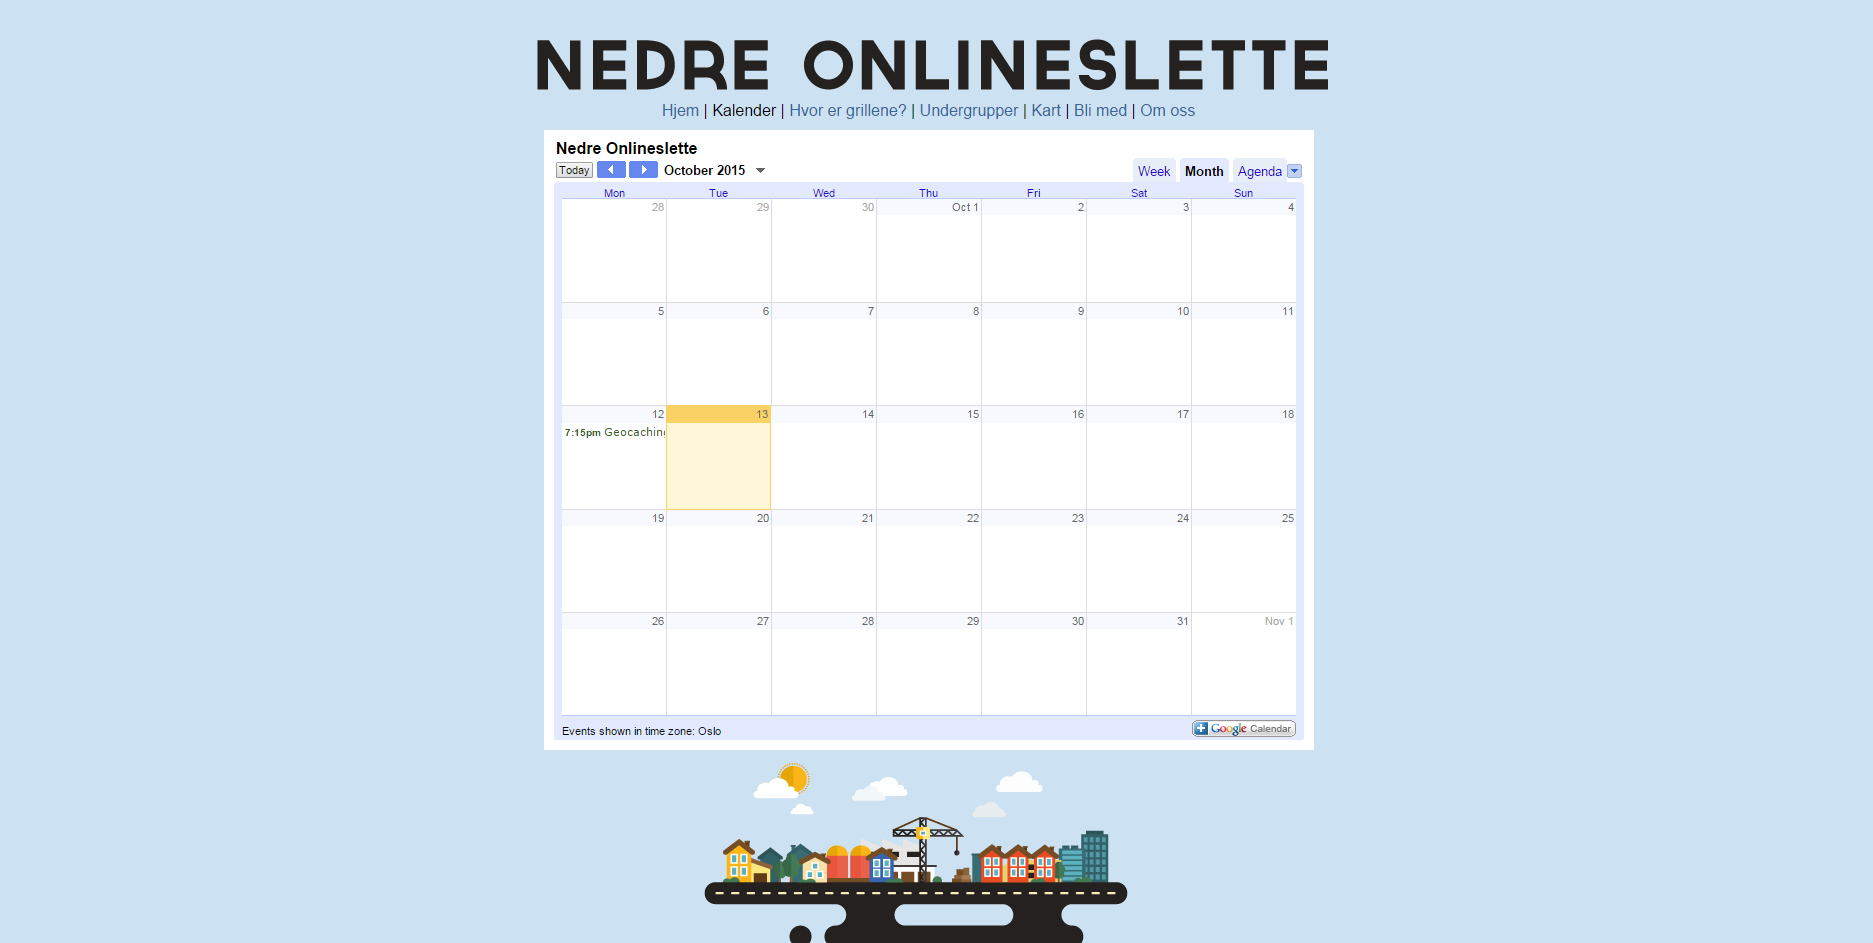 NEDRE ONLINESLETTE
Hjem | Kalender | Hvor er grillene? | Undergrupper | Kart | Bli med | Om oss
Nedre Onlineslette
Today October 2015 Week Month Agenda
Mon Tue Wed Thu Fri Sat Sun
28 29 30 Oct 1 2 3 4
5 6 7 8 9 10 11
12 13 14 15 16 17 18
7:15pm Geocaching
19 20 21 22 23 24 25
26 27 28 29 30 31 Nov 1
Events shown in time zone: Oslo Google Calendar